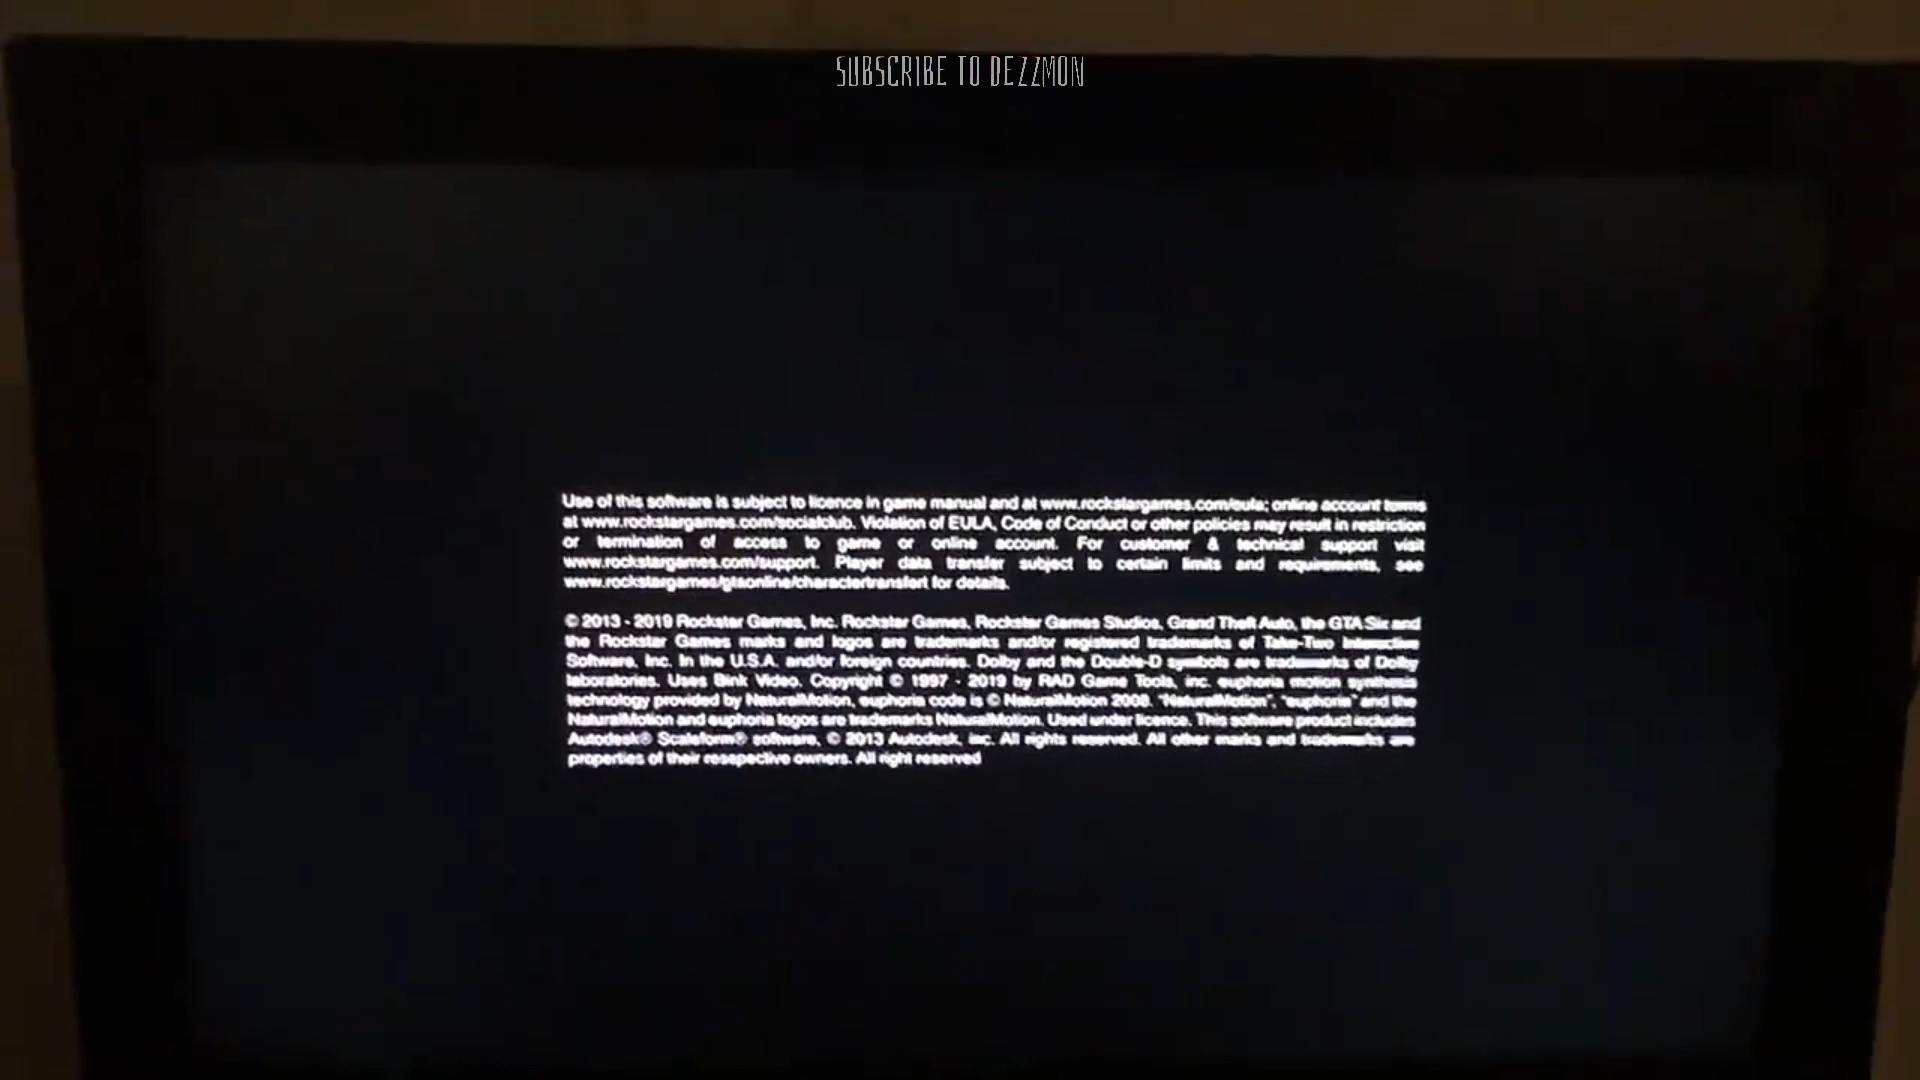 SUBSCRIBE TO DEZZMON
Use of this software is subject to licence in game manual and at www.rockstargames.com/eula; online account terms
at www.rockstargames.com/socialclub. Violation of EULA, Code of Conduct or other policies may result in restriction
or termination of access to game or online account. For customer & technical support visit
www.rockstargames.com/support. Player data transfer subject to certain limits and requirements, see
www.rockstargames/gtaonline/charactertransfert for details.
© 2013 - 2019 Rockstar Games, Inc. Rockstar Games, Rockstar Games Studios, Grand Theft Auto, the GTA Six and
the Rockstar Games marks and logos are trademarks and/or registered trademarks of Take-Two Interactive
Software, Inc. In the U.S.A. and/or foreign countries. Dolby and the Double-D symbols are trademarks of Dolby
laboratories. Uses Bink Video. Copyright © 1997 - 2019 by RAD Game Tools, inc. euphoria motion synthesis
technology provided by NaturalMotion, euphoria code is © NaturalMotion 2008. "NaturalMotion", "euphoria" and the
NaturalMotion and euphoria logos are trademarks NaturalMotion. Used under licence. This software product includes
Autodesk® Scaleform® software, © 2013 Autodesk, inc. All rights reserved. All other marks and trademarks are
properties of their resepective owners. All right reserved